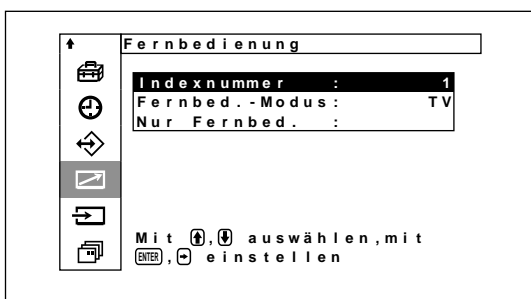 Fernbedienung
Indexnummer : 1
Fernbed.-Modus: TV
Nur Fernbed. :
Mit ↑,↓ auswählen,mit
ENTER,→ einstellen